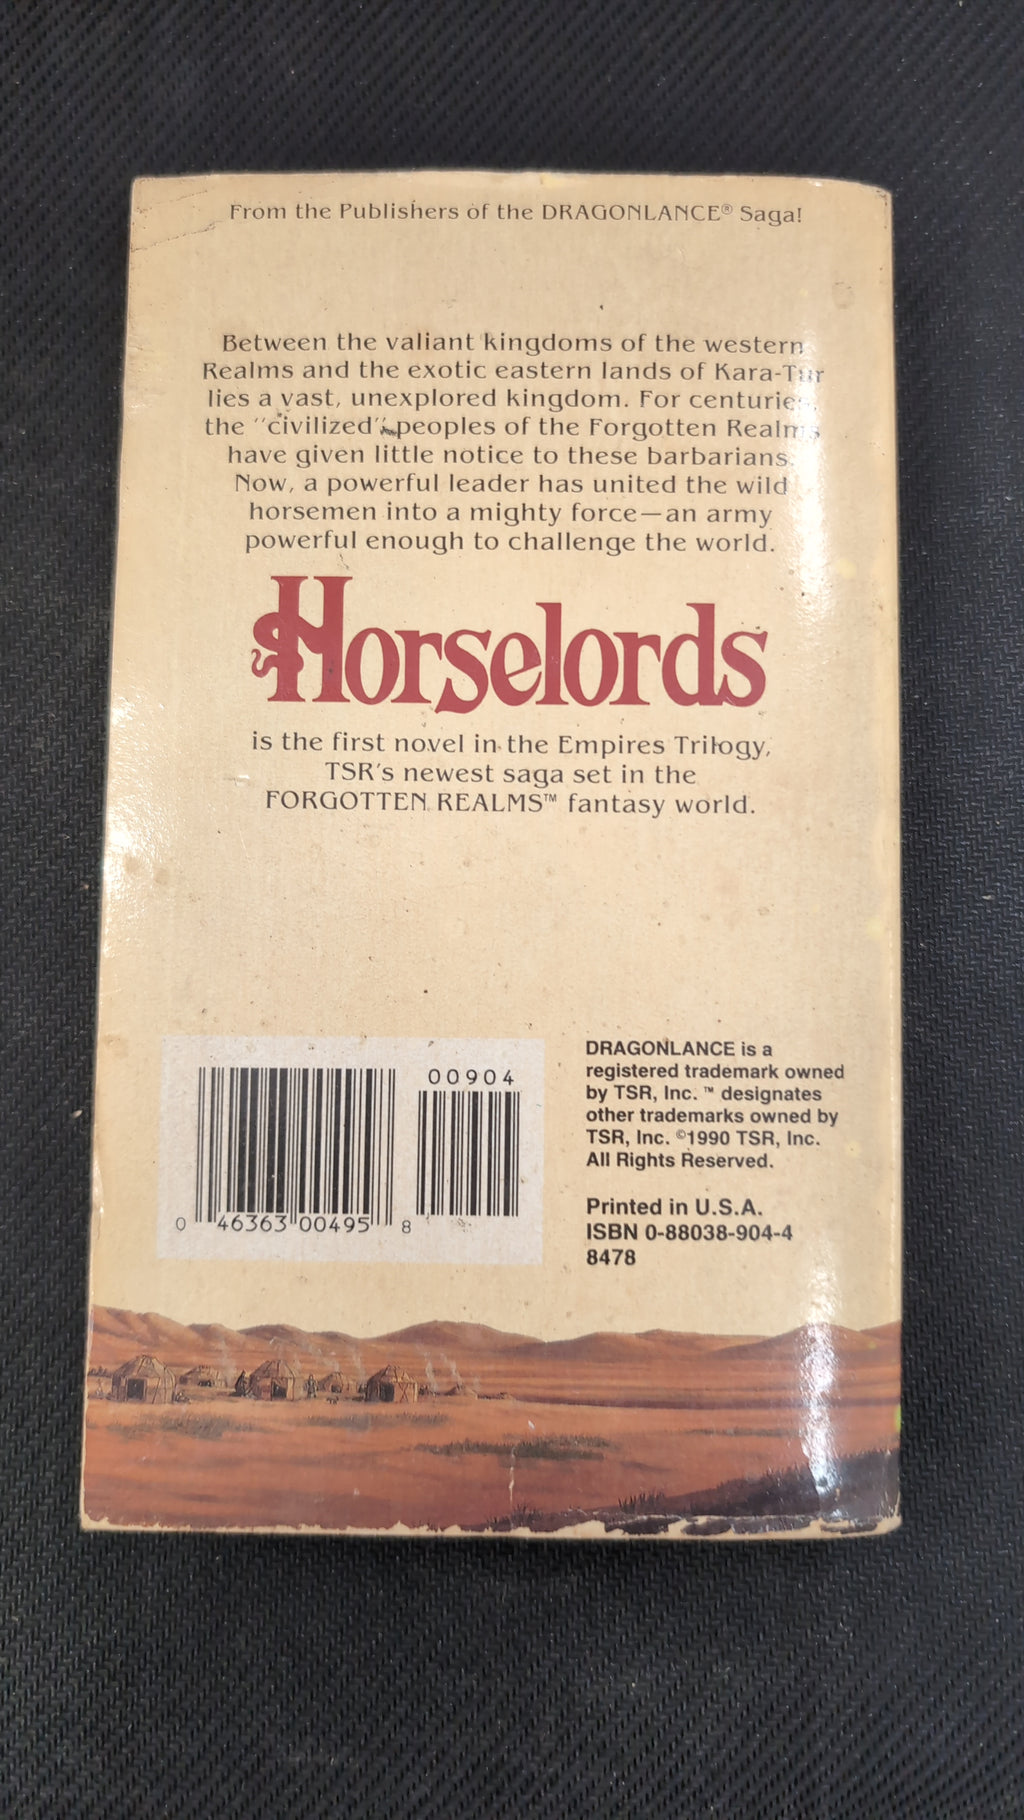 From the Publishers of the DRAGONLANCE® Saga!
Between the valiant kingdoms of the western
Realms and the exotic eastern lands of Kara-Tur
lies a vast, unexplored kingdom. For centuries,
the "civilized" peoples of the Forgotten Realms
have given little notice to these barbarians.
Now, a powerful leader has united the wild
horsemen into a mighty force—an army
powerful enough to challenge the world.
Horselords
is the first novel in the Empires Trilogy,
TSR's newest saga set in the
FORGOTTEN REALMS™ fantasy world.
00904
0 46363 00495 8
DRAGONLANCE is a
registered trademark owned
by TSR, Inc. ™ designates
other trademarks owned by
TSR, Inc. ©1990 TSR, Inc.
All Rights Reserved.
Printed in U.S.A.
ISBN 0-88038-904-4
8478